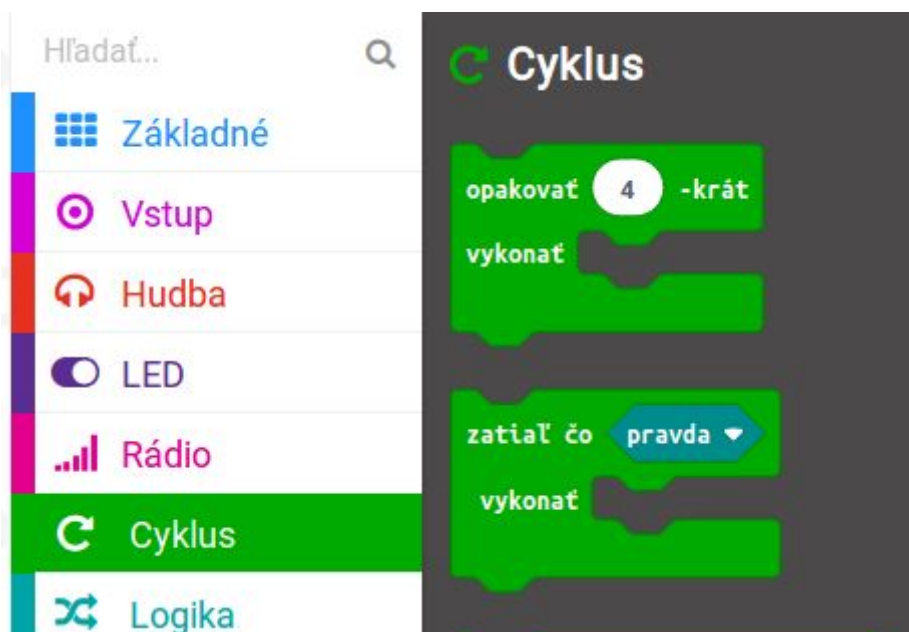 Hľadať...
Základné
Vstup
Hudba
LED
Rádio
Cyklus
Logika
Cyklus
opakovať 4 -krát
vykonať
zatiaľ čo pravda
vykonať